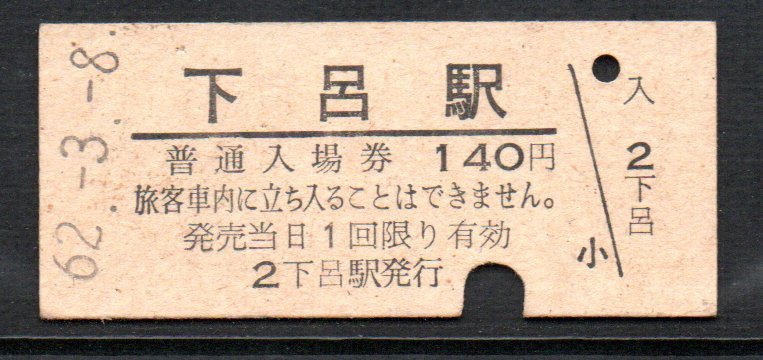 62.-3.-8.
下呂駅
普通入場券 140円
旅客車内に立ち入ることはできません。
発売当日1回限り有効
2下呂駅発行
入
2
下呂
小